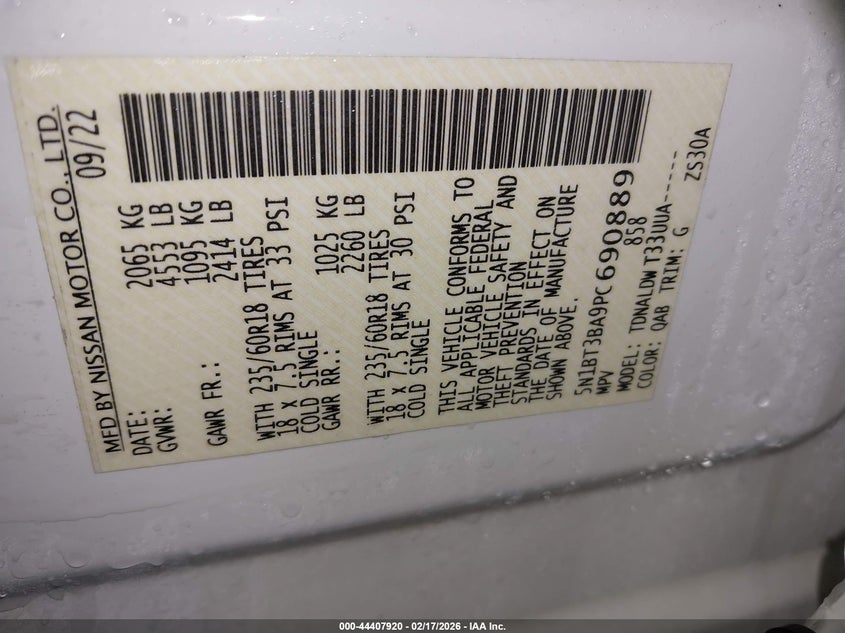 MFD BY NISSAN MOTOR CO., LTD.
DATE: 09/22
GVWR: 2065 KG
4553 LB
GAWR FR.: 1095 KG
2414 LB
WITH 235/60R18 TIRES
18 X 7.5 RIMS AT 33 PSI
COLD SINGLE
GAWR RR.: 1025 KG
2260 LB
WITH 235/60R18 TIRES
18 X 7.5 RIMS AT 30 PSI
COLD SINGLE
THIS VEHICLE CONFORMS TO
ALL APPLICABLE FEDERAL
MOTOR VEHICLE SAFETY AND
THEFT PREVENTION
STANDARDS IN EFFECT ON
THE DATE OF MANUFACTURE
SHOWN ABOVE.
5N1BT3BA9PC690889
MPV 858
MODEL: TDNALDW T33UUA-----
COLOR: QAB TRIM: G ZS30A
000-44407920 - 02/17/2026 - IAA Inc.